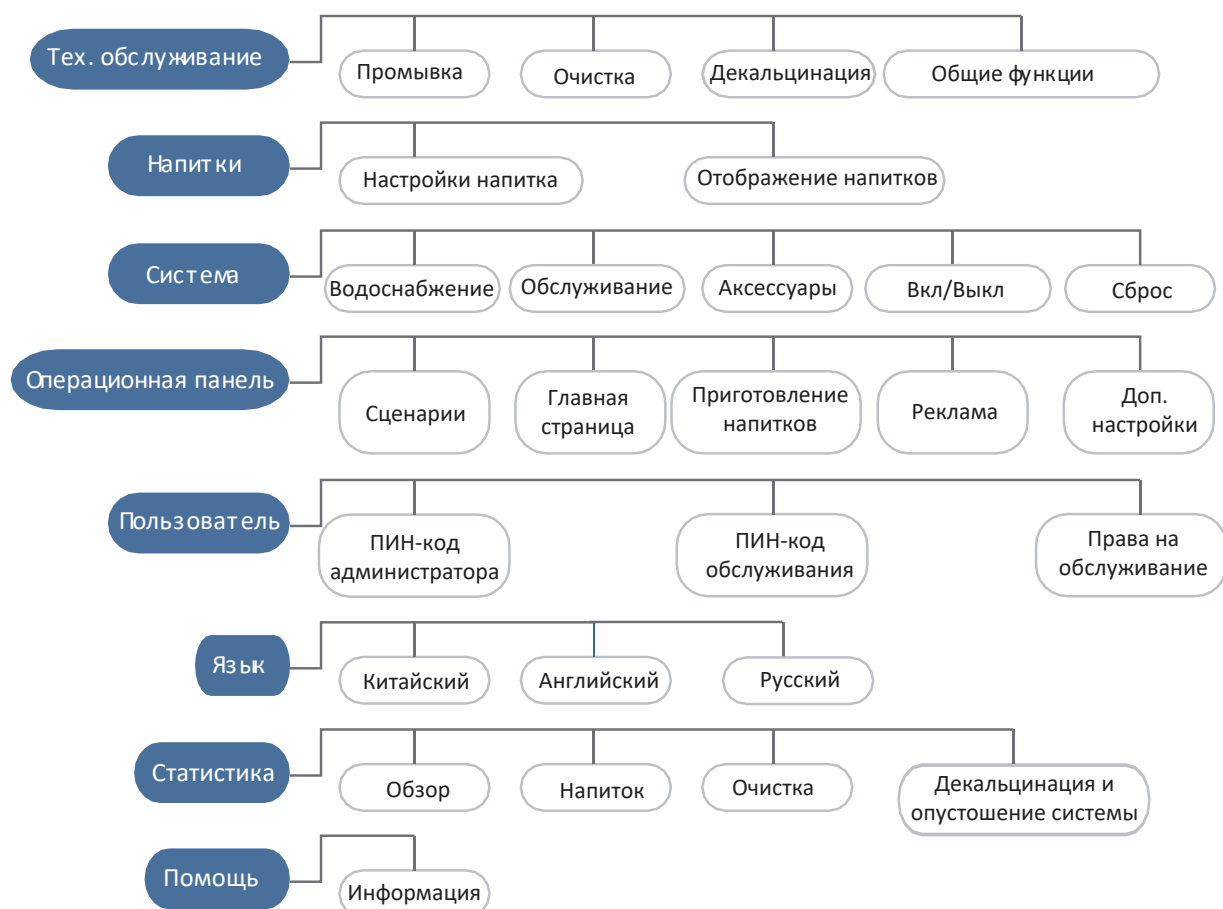 Тех. обслуживание
Промывка
Очистка
Декальцинация
Общие функции
Напитки
Настройки напитка
Отображение напитков
Система
Водоснабжение
Обслуживание
Аксессуары
Вкл/Выкл
Сброс
Операционная панель
Сценарии
Главная
страница
Приготовление
напитков
Реклама
Доп.
настройки
Пользователь
ПИН-код
администратора
ПИН-код
обслуживания
Права на
обслуживание
Язык
Китайский
Английский
Русский
Статистика
Обзор
Напиток
Очистка
Декальцинация и
опустошение системы
Помощь
Информация